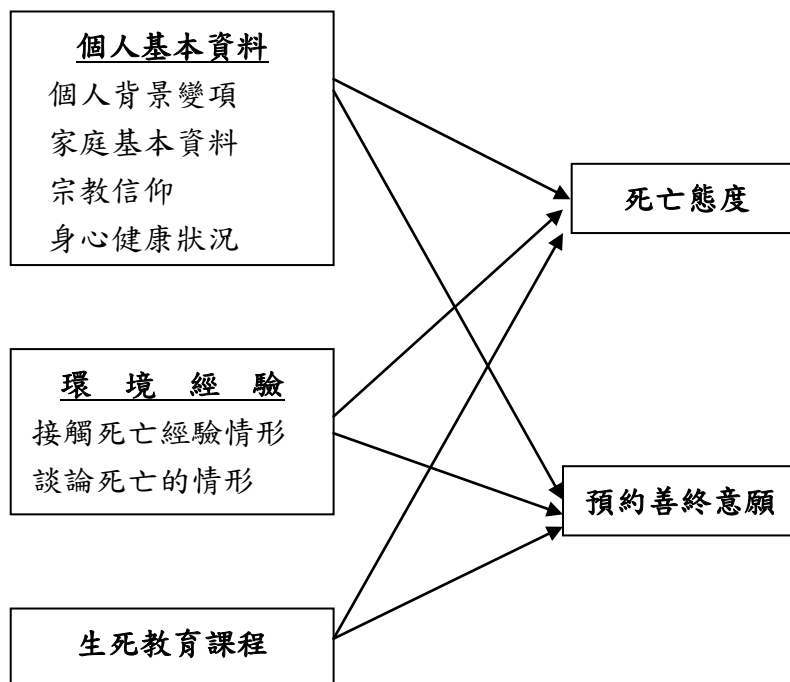 個人基本資料
個人背景變項
家庭基本資料
宗教信仰
身心健康狀況
死亡態度
環 境 經 驗
接觸死亡經驗情形
談論死亡的情形
預約善終意願
生死教育課程